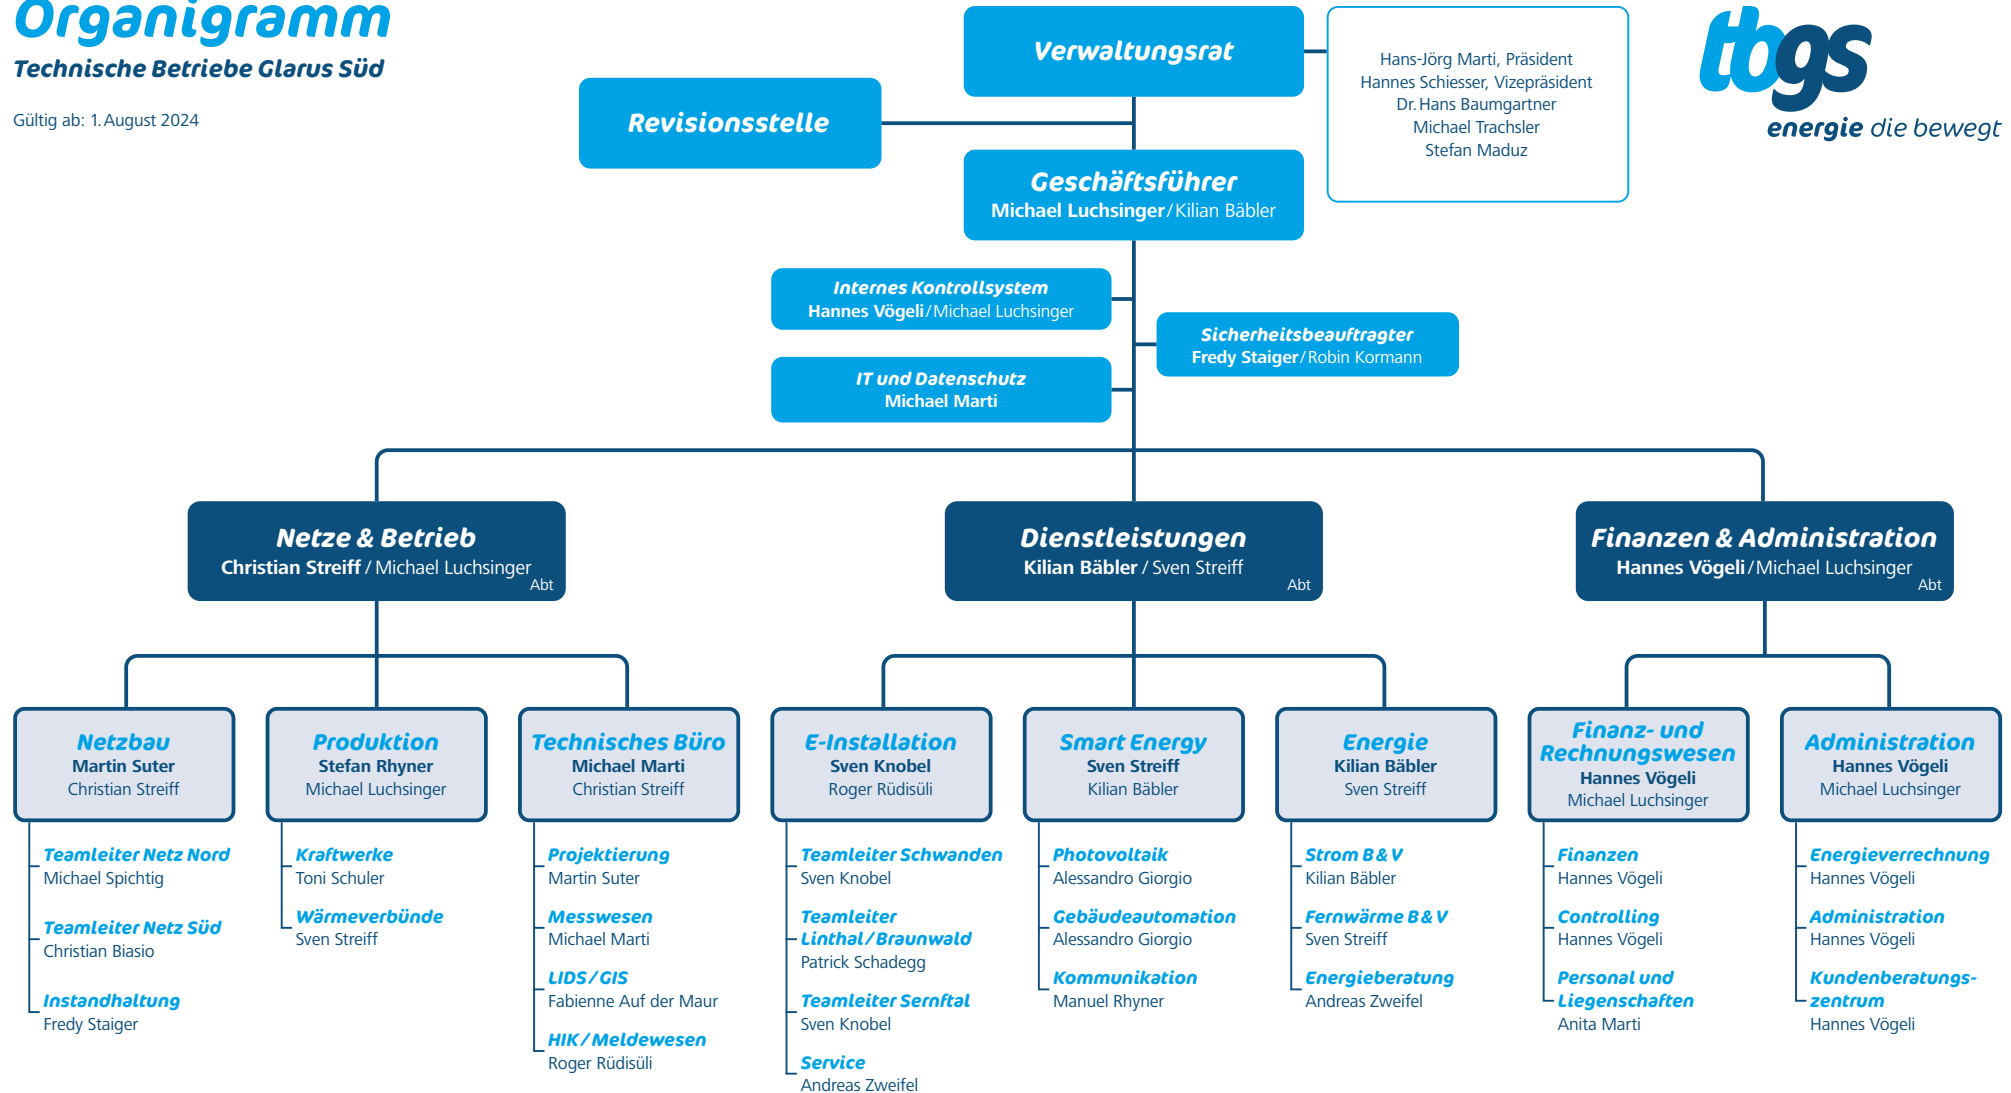 Organigramm
Technische Betriebe Glarus Süd
Gültig ab: 1. August 2024
Verwaltungsrat
Hans-Jörg Marti, Präsident
Hannes Schiesser, Vizepräsident
Dr. Hans Baumgartner
Michael Trachsler
Stefan Maduz
tbgs
energie die bewegt
Revisionsstelle
Geschäftsführer
Michael Luchsinger / Kilian Bäbler
Internes Kontrollsystem
Hannes Vögeli / Michael Luchsinger
Sicherheitsbeauftragter
Fredy Staiger / Robin Kormann
IT und Datenschutz
Michael Marti
Netze & Betrieb
Christian Streiff / Michael Luchsinger
Abt
Dienstleistungen
Kilian Bäbler / Sven Streiff
Abt
Finanzen & Administration
Hannes Vögeli / Michael Luchsinger
Abt
Netzbau
Martin Suter
Christian Streiff
Teamleiter Netz Nord
Michael Spichtig
Teamleiter Netz Süd
Christian Biasio
Instandhaltung
Fredy Staiger
Produktion
Stefan Rhyner
Michael Luchsinger
Kraftwerke
Toni Schuler
Wärmeverbünde
Sven Streiff
Technisches Büro
Michael Marti
Christian Streiff
Projektierung
Martin Suter
Messwesen
Michael Marti
LIDS / GIS
Fabienne Auf der Maur
HIK / Meldewesen
Roger Rüdisüli
E-Installation
Sven Knobel
Roger Rüdisüli
Teamleiter Schwanden
Sven Knobel
Teamleiter
Linthal / Braunwald
Patrick Schadegg
Teamleiter Sernftal
Sven Knobel
Service
Andreas Zweifel
Smart Energy
Sven Streiff
Kilian Bäbler
Photovoltaik
Alessandro Giorgio
Gebäudeautomation
Alessandro Giorgio
Kommunikation
Manuel Rhyner
Energie
Kilian Bäbler
Sven Streiff
Strom B & V
Kilian Bäbler
Fernwärme B & V
Sven Streiff
Energieberatung
Andreas Zweifel
Finanz- und
Rechnungswesen
Hannes Vögeli
Michael Luchsinger
Finanzen
Hannes Vögeli
Controlling
Hannes Vögeli
Personal und
Liegenschaften
Anita Marti
Administration
Hannes Vögeli
Michael Luchsinger
Energieverrechnung
Hannes Vögeli
Administration
Hannes Vögeli
Kundenberatungs-
zentrum
Hannes Vögeli